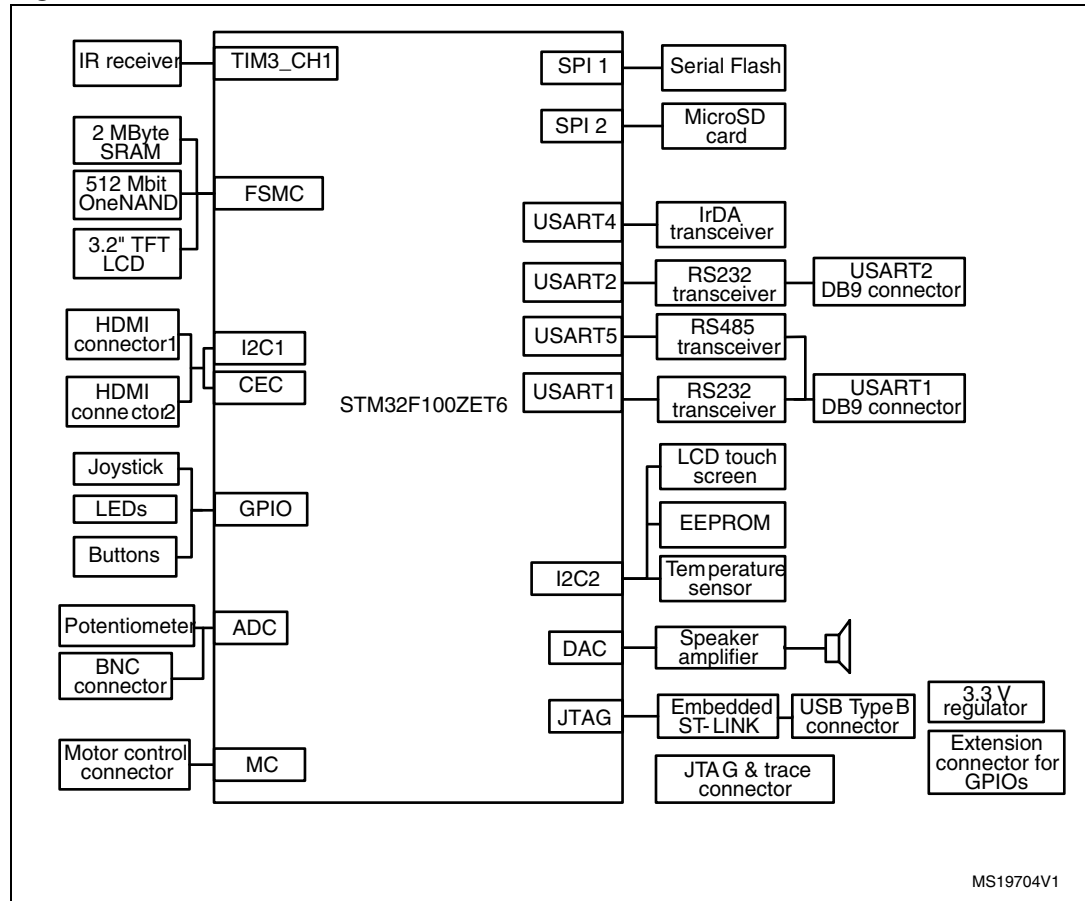 IR receiver
TIM3_CH1
2 MByte
SRAM
512 Mbit
OneNAND
3.2" TFT
LCD
FSMC
HDMI
connector1
HDMI
connector2
I2C1
CEC
Joystick
LEDs
Buttons
GPIO
Potentiometer
BNC
connector
ADC
Motor control
connector
MC
STM32F100ZET6
SPI 1
Serial Flash
SPI 2
MicroSD
card
USART4
IrDA
transceiver
USART2
RS232
transceiver
USART2
DB9 connector
USART5
RS485
transceiver
USART1
RS232
transceiver
USART1
DB9 connector
LCD touch
screen
EEPROM
I2C2
Temperature
sensor
DAC
Speaker
amplifier
JTAG
Embedded
ST-LINK
USB Type B
connector
3.3 V
regulator
JTAG & trace
connector
Extension
connector for
GPIOs
MS19704V1